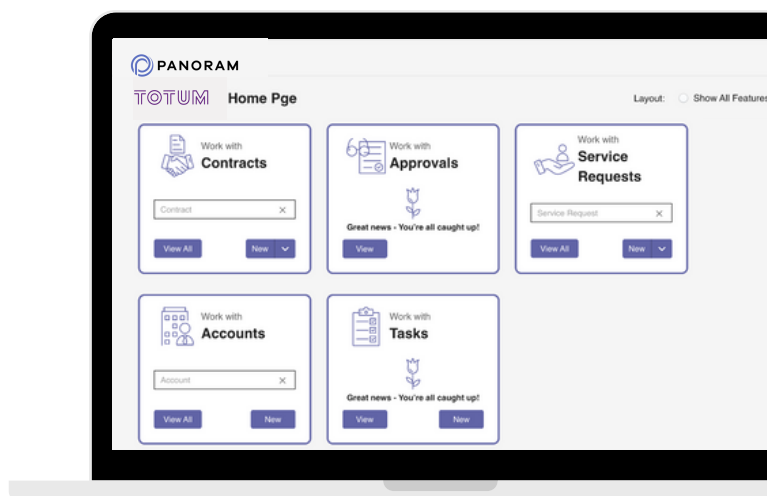 PANORAM
TOTUM Home Pge Layout: Show All Features
Work with
Contracts
Contract
View All New
Work with
Approvals
Great news - You're all caught up!
View
Work with
Service
Requests
Service Request
View All New
Work with
Accounts
Account
View All New
Work with
Tasks
Great news - You're all caught up!
View New